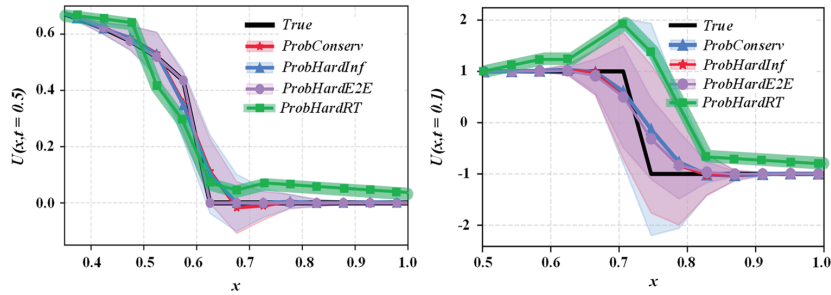 0.6
0.4
0.2
0.0
U(x,t = 0.5)
0.4
0.5
0.6
0.7
0.8
0.9
1.0
x
True
ProbConserv
ProbHardInf
ProbHardE2E
ProbHardRT
2
1
0
-1
-2
U(x,t = 0.1)
0.5
0.6
0.7
0.8
0.9
1.0
x
True
ProbConserv
ProbHardInf
ProbHardE2E
ProbHardRT